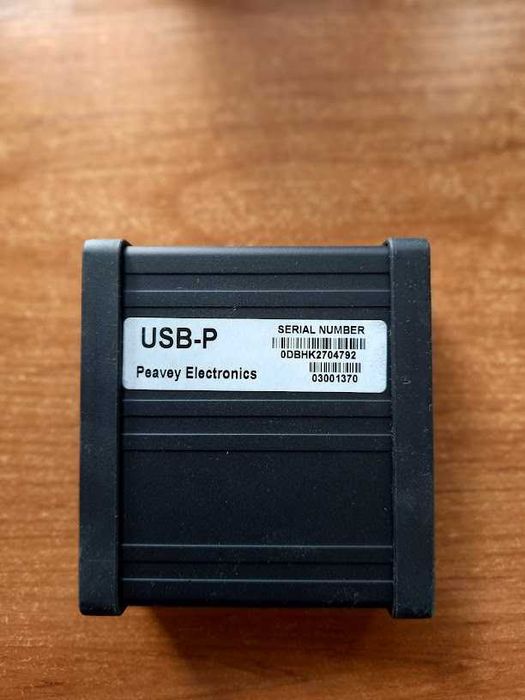 USB-P
Peavey Electronics
SERIAL NUMBER
0DBHK2704792
03001370